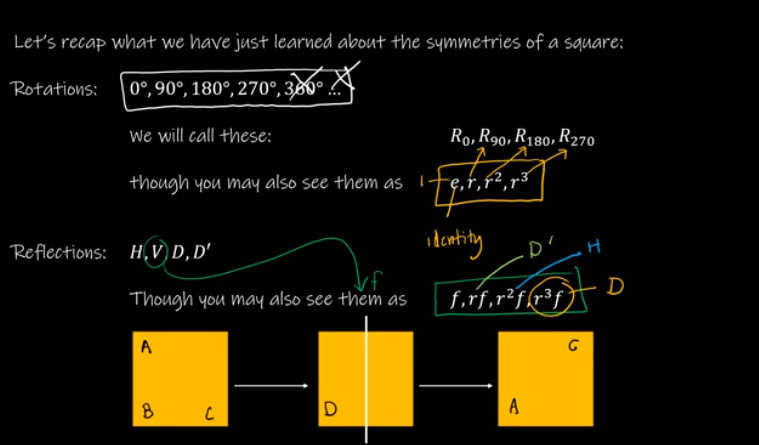 Let's recap what we have just learned about the symmetries of a square:
Rotations: 0°, 90°, 180°, 270°, 360° ...
We will call these: R₀, R₉₀, R₁₈₀, R₂₇₀
though you may also see them as 1 e, r, r², r³
identity
Reflections: H, V, D, D'
D' H
f
Though you may also see them as f, rf, r²f, r³f D
A G
B C D A